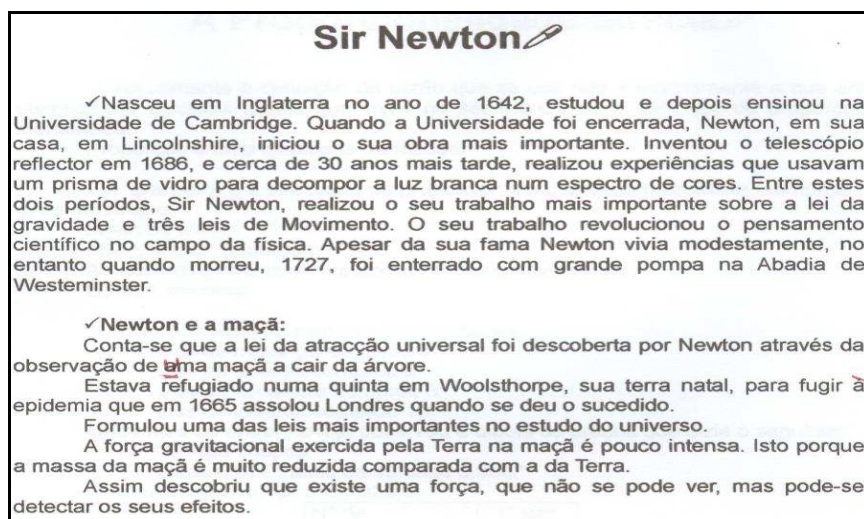 Sir Newton
✓Nasceu em Inglaterra no ano de 1642, estudou e depois ensinou na
Universidade de Cambridge. Quando a Universidade foi encerrada, Newton, em sua
casa, em Lincolnshire, iniciou o sua obra mais importante. Inventou o telescópio
reflector em 1686, e cerca de 30 anos mais tarde, realizou experiências que usavam
um prisma de vidro para decompor a luz branca num espectro de cores. Entre estes
dois períodos, Sir Newton, realizou o seu trabalho mais importante sobre a lei da
gravidade e três leis de Movimento. O seu trabalho revolucionou o pensamento
científico no campo da física. Apesar da sua fama Newton vivia modestamente, no
entanto quando morreu, 1727, foi enterrado com grande pompa na Abadia de
Westeminster.
✓Newton e a maçã:
Conta-se que a lei da atracção universal foi descoberta por Newton através da
observação de uma maçã a cair da árvore.
Estava refugiado numa quinta em Woolsthorpe, sua terra natal, para fugir à
epidemia que em 1665 assolou Londres quando se deu o sucedido.
Formulou uma das leis mais importantes no estudo do universo.
A força gravitacional exercida pela Terra na maçã é pouco intensa. Isto porque
a massa da maçã é muito reduzida comparada com a da Terra.
Assim descobriu que existe uma força, que não se pode ver, mas pode-se
detectar os seus efeitos.